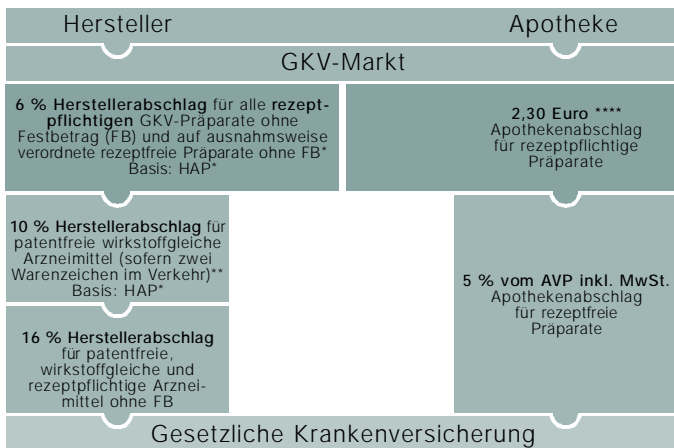 Hersteller
Apotheke
GKV-Markt
6 % Herstellerabschlag für alle rezept-
pflichtigen GKV-Präparate ohne
Festbetrag (FB) und auf ausnahmsweise
verordnete rezeptfreie Präparate ohne FB*
Basis: HAP*
2,30 Euro ****
Apothekenabschlag
für rezeptpflichtige
Präparate
10 % Herstellerabschlag für
patentfreie wirkstoffgleiche
Arzneimittel (sofern zwei
Warenzeichen im Verkehr)**
Basis: HAP*
5 % vom AVP inkl. MwSt.
Apothekenabschlag
für rezeptfreie
Präparate
16 % Herstellerabschlag
für patentfreie,
wirkstoffgleiche und
rezeptpflichtige Arznei-
mittel ohne FB
Gesetzliche Krankenversicherung